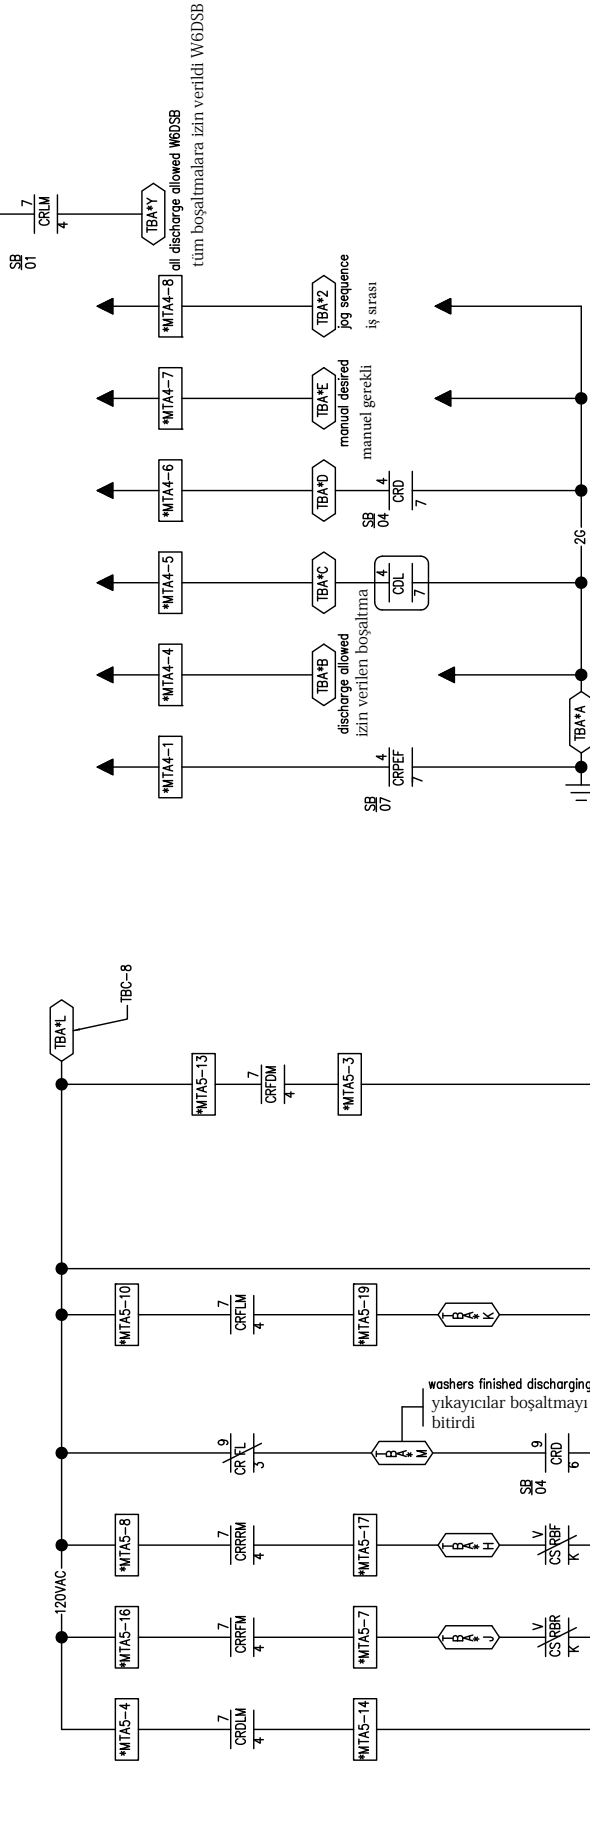 SB
01
7
CRLM
4
TBA*Y
all discharge allowed W6DSB
tüm boşaltmalara izin verildi W6DSB
*MTA4-8
TBA*2
jog sequence
iş sırası
*MTA4-7
TBA*E
manual desired
manuel gerekli
*MTA4-6
TBA*D
SB
04
4
CRD
7
*MTA4-5
TBA*C
4
CDL
7
*MTA4-4
TBA*B
discharge allowed
izin verilen boşaltma
*MTA4-1
SB
07
4
CRPEF
7
2G
TBA*A
TBA*L
TBC-8
*MTA5-13
7
CRFDM
4
*MTA5-3
*MTA5-10
7
CRFLM
4
*MTA5-19
TBA*K
9
CRFL
3
washers finished discharging
yıkayıcılar boşaltmayı
bitirdi
TBA*M
SB
04
9
CRD
6
*MTA5-8
7
CRRRM
4
*MTA5-17
TBA*H
V
CSRBF
K
120VAC
*MTA5-16
7
CRRFM
4
*MTA5-7
TBA*J
V
CSRBR
K
*MTA5-4
7
CRDLM
4
*MTA5-14